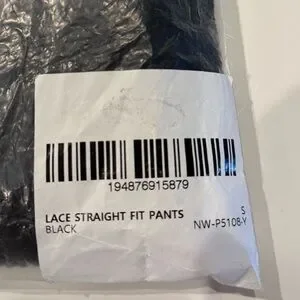 194876915879
LACE STRAIGHT FIT PANTS
S
BLACK
NW-P5108-Y